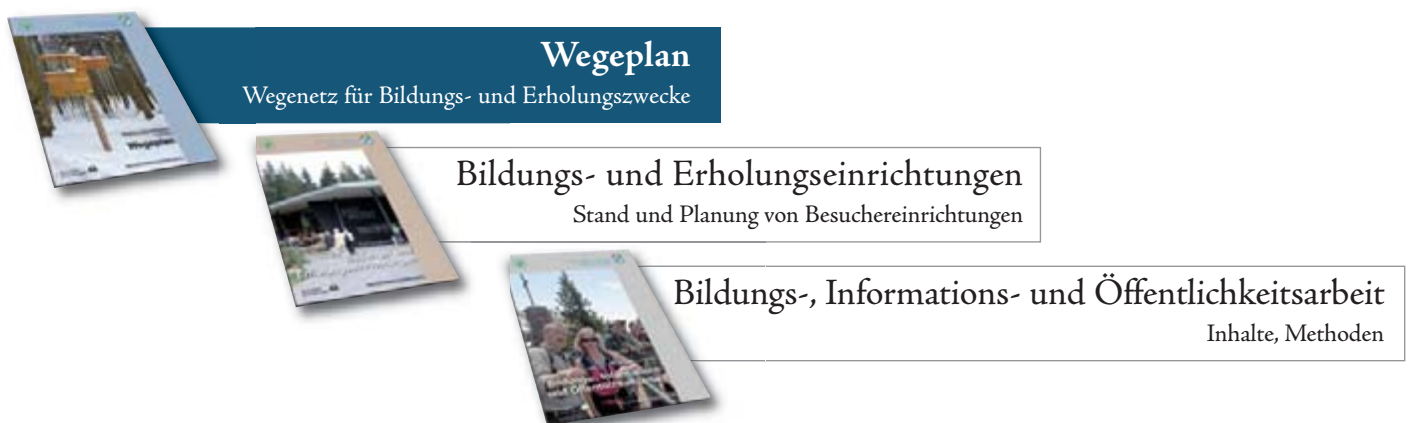 Wegeplan
Wegenetz für Bildungs- und Erholungszwecke
Wegeplan
Bildungs- und Erholungseinrichtungen
Stand und Planung von Besuchereinrichtungen
Bildungs-, Informations- und Öffentlichkeitsarbeit
Inhalte, Methoden